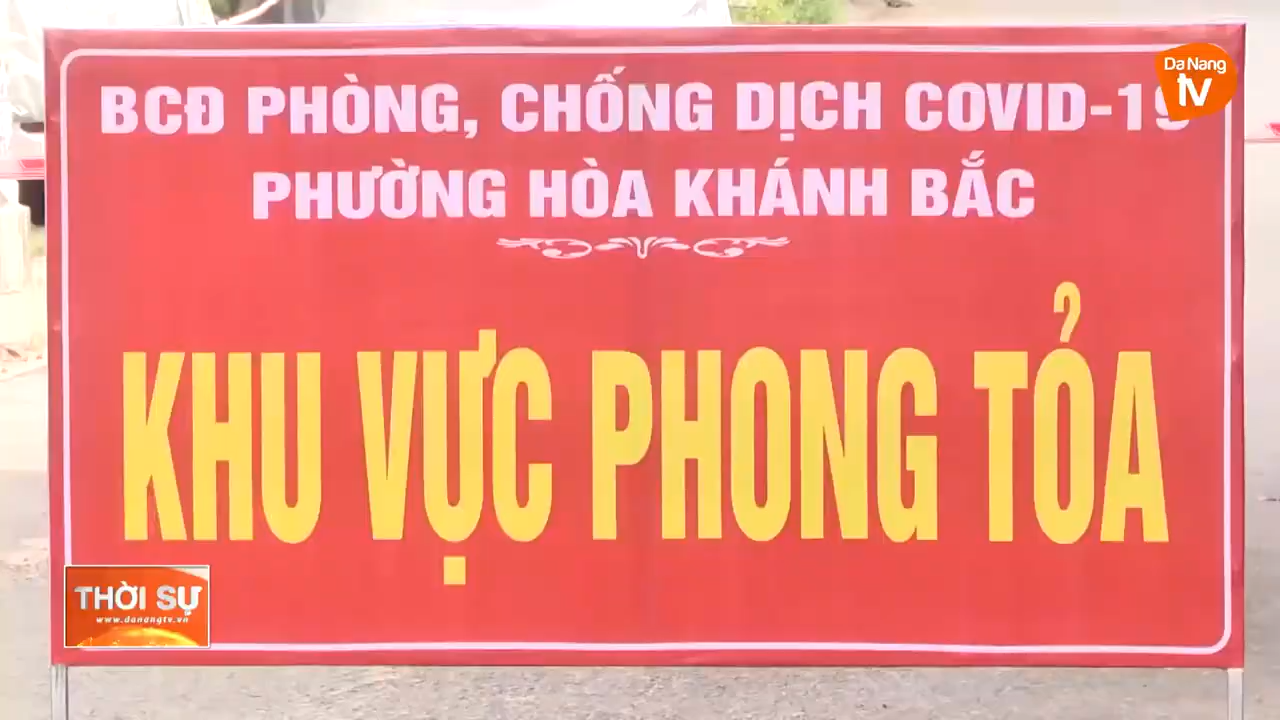 BCĐ PHÒNG, CHỐNG DỊCH COVID-19
PHƯỜNG HÒA KHÁNH BẮC
KHU VỰC PHONG TỎA
Da Nang
tv
THỜI SỰ
www.danangtv.vn